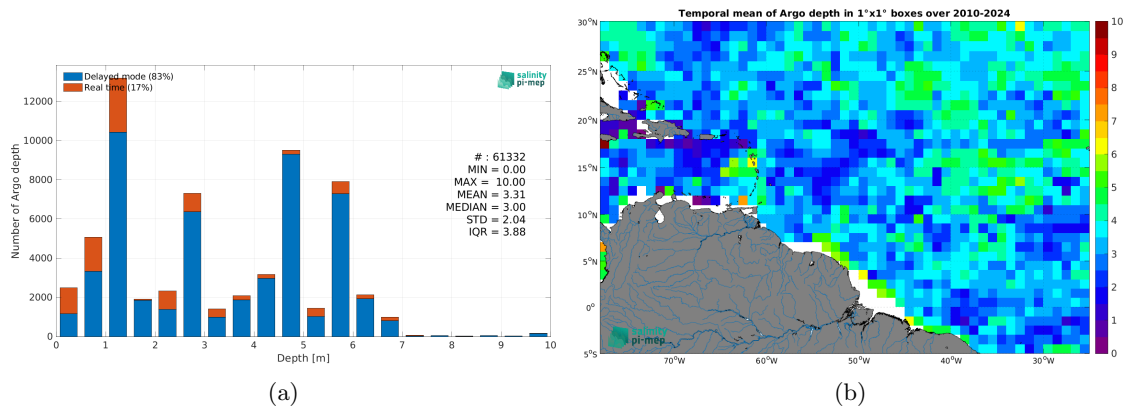 Delayed mode (83%)
Real time (17%)
salinity
pi-mep
# : 61332
MIN = 0.00
MAX = 10.00
MEAN = 3.31
MEDIAN = 3.00
STD = 2.04
IQR = 3.88
Number of Argo depth
12000
10000
8000
6000
4000
2000
0
0 1 2 3 4 5 6 7 8 9 10
Depth [m]
(a)
Temporal mean of Argo depth in 1°x1° boxes over 2010-2024
30°N
25°N
20°N
15°N
10°N
5°N
0°
5°S
70°W 60°W 50°W 40°W 30°W
salinity
pi-mep
10
9
8
7
6
5
4
3
2
1
0
(b)